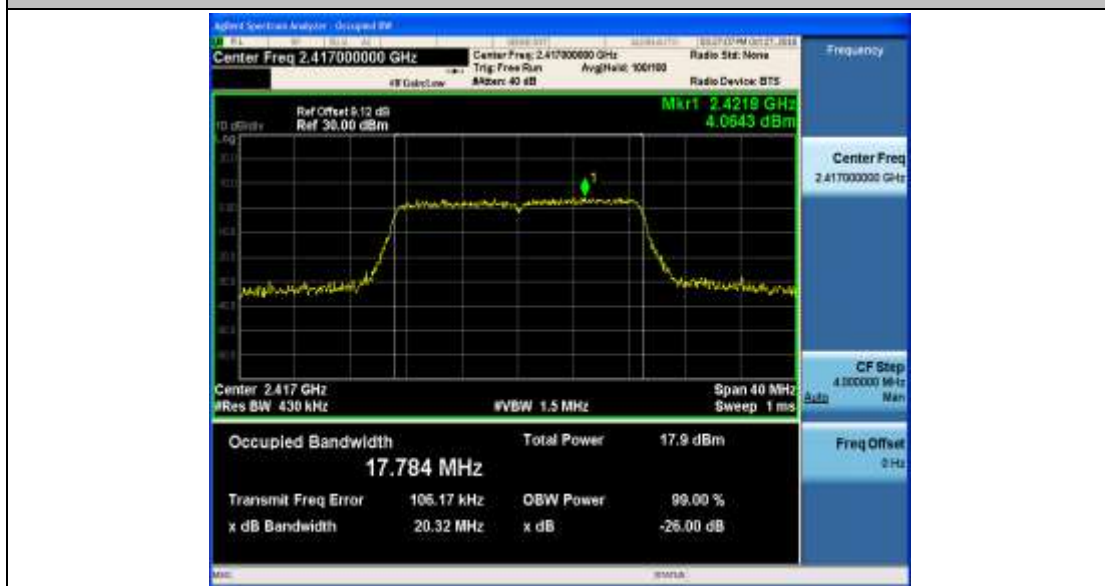 Agilent Spectrum Analyzer - Occupied BW
Center Freq 2.417000000 GHz
Center Freq: 2.417000000 GHz
Radio Std: None
Trig: Free Run
Avg|Hold: 100/100
#IFGain:Low
#Atten: 40 dB
Radio Device: BTS
Frequency
Ref Offset 9.12 dB
Mkr1 2.4219 GHz
10 dB/div
Ref 30.00 dBm
4.0643 dBm
Log
1
Center Freq
2.417000000 GHz
Center 2.417 GHz
Span 40 MHz
#Res BW 430 kHz
#VBW 1.5 MHz
Sweep 1 ms
CF Step
4.000000 MHz
Auto
Man
Occupied Bandwidth
Total Power
17.9 dBm
17.784 MHz
Freq Offset
0 Hz
Transmit Freq Error
106.17 kHz
OBW Power
99.00 %
x dB Bandwidth
20.32 MHz
x dB
-26.00 dB
MSG
STATUS